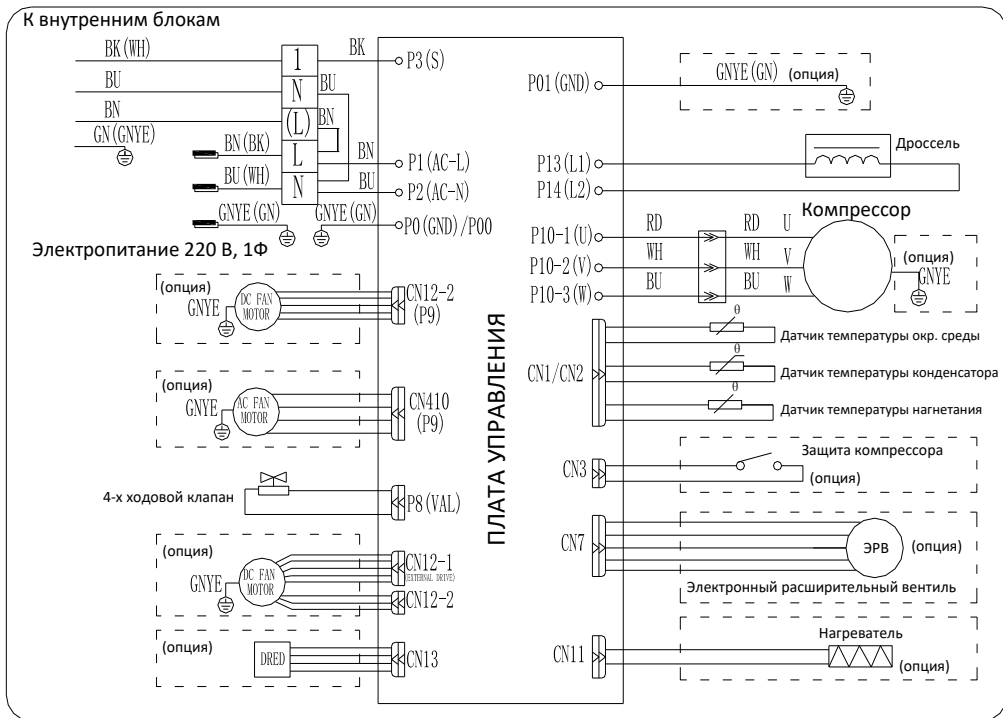 К внутренним блокам
BK(WH)
BK
1
P3(S)
BU
N
BU
BN
(L)
BN
GN(GNYE)
BN(BK)
L
BN
P1(AC-L)
BU(WH)
N
BU
P2(AC-N)
GNYE(GN)
GNYE(GN)
P0(GND)/P00
Электропитание 220 В, 1Ф
(опция)
GNYE
DC FAN
MOTOR
CN12-2
(P9)
(опция)
GNYE
AC FAN
MOTOR
CN410
(P9)
4-х ходовой клапан
P8(VAL)
(опция)
GNYE
DC FAN
MOTOR
CN12-1
(EXTERNAL DRIVE)
CN12-2
(опция)
DRED
CN13
ПЛАТА УПРАВЛЕНИЯ
P01(GND)
GNYE(GN) (опция)
P13(L1)
Дроссель
P14(L2)
Компрессор
P10-1(U)
RD
RD
U
P10-2(V)
WH
WH
V
P10-3(W)
BU
BU
W
(опция)
GNYE
CN1/CN2
θ
Датчик температуры окр. среды
θ
Датчик температуры конденсатора
θ
Датчик температуры нагнетания
CN3
Защита компрессора
(опция)
CN7
ЭРВ
(опция)
Электронный расширительный вентиль
CN11
Нагреватель
(опция)